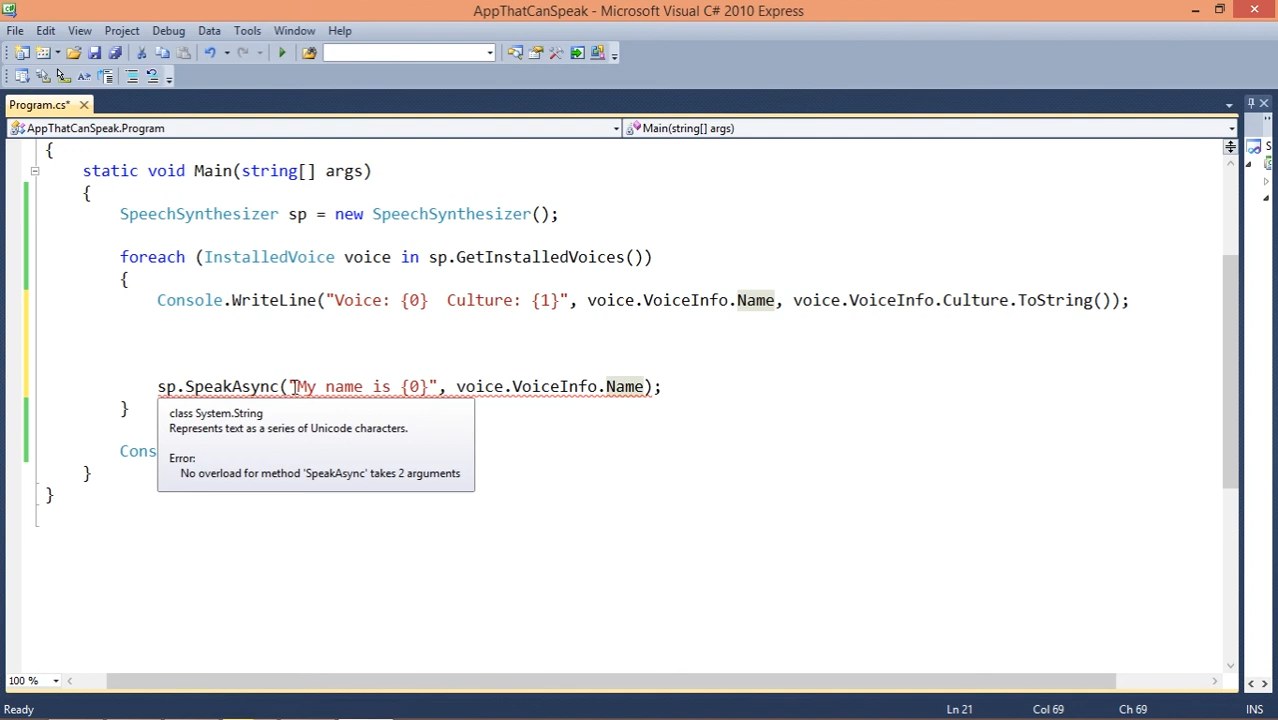 AppThatCanSpeak - Microsoft Visual C# 2010 Express
File Edit View Project Debug Data Tools Window Help
Program.cs*
AppThatCanSpeak.Program Main(string[] args)
{
static void Main(string[] args)
{
SpeechSynthesizer sp = new SpeechSynthesizer();
foreach (InstalledVoice voice in sp.GetInstalledVoices())
{
Console.WriteLine("Voice: {0}  Culture: {1}", voice.VoiceInfo.Name, voice.VoiceInfo.Culture.ToString());
sp.SpeakAsync("My name is {0}", voice.VoiceInfo.Name);
}
class System.String
Represents text as a series of Unicode characters.
Error:
No overload for method 'SpeakAsync' takes 2 arguments
Cons
}
}
100 %
Ready Ln 21 Col 69 Ch 69 INS